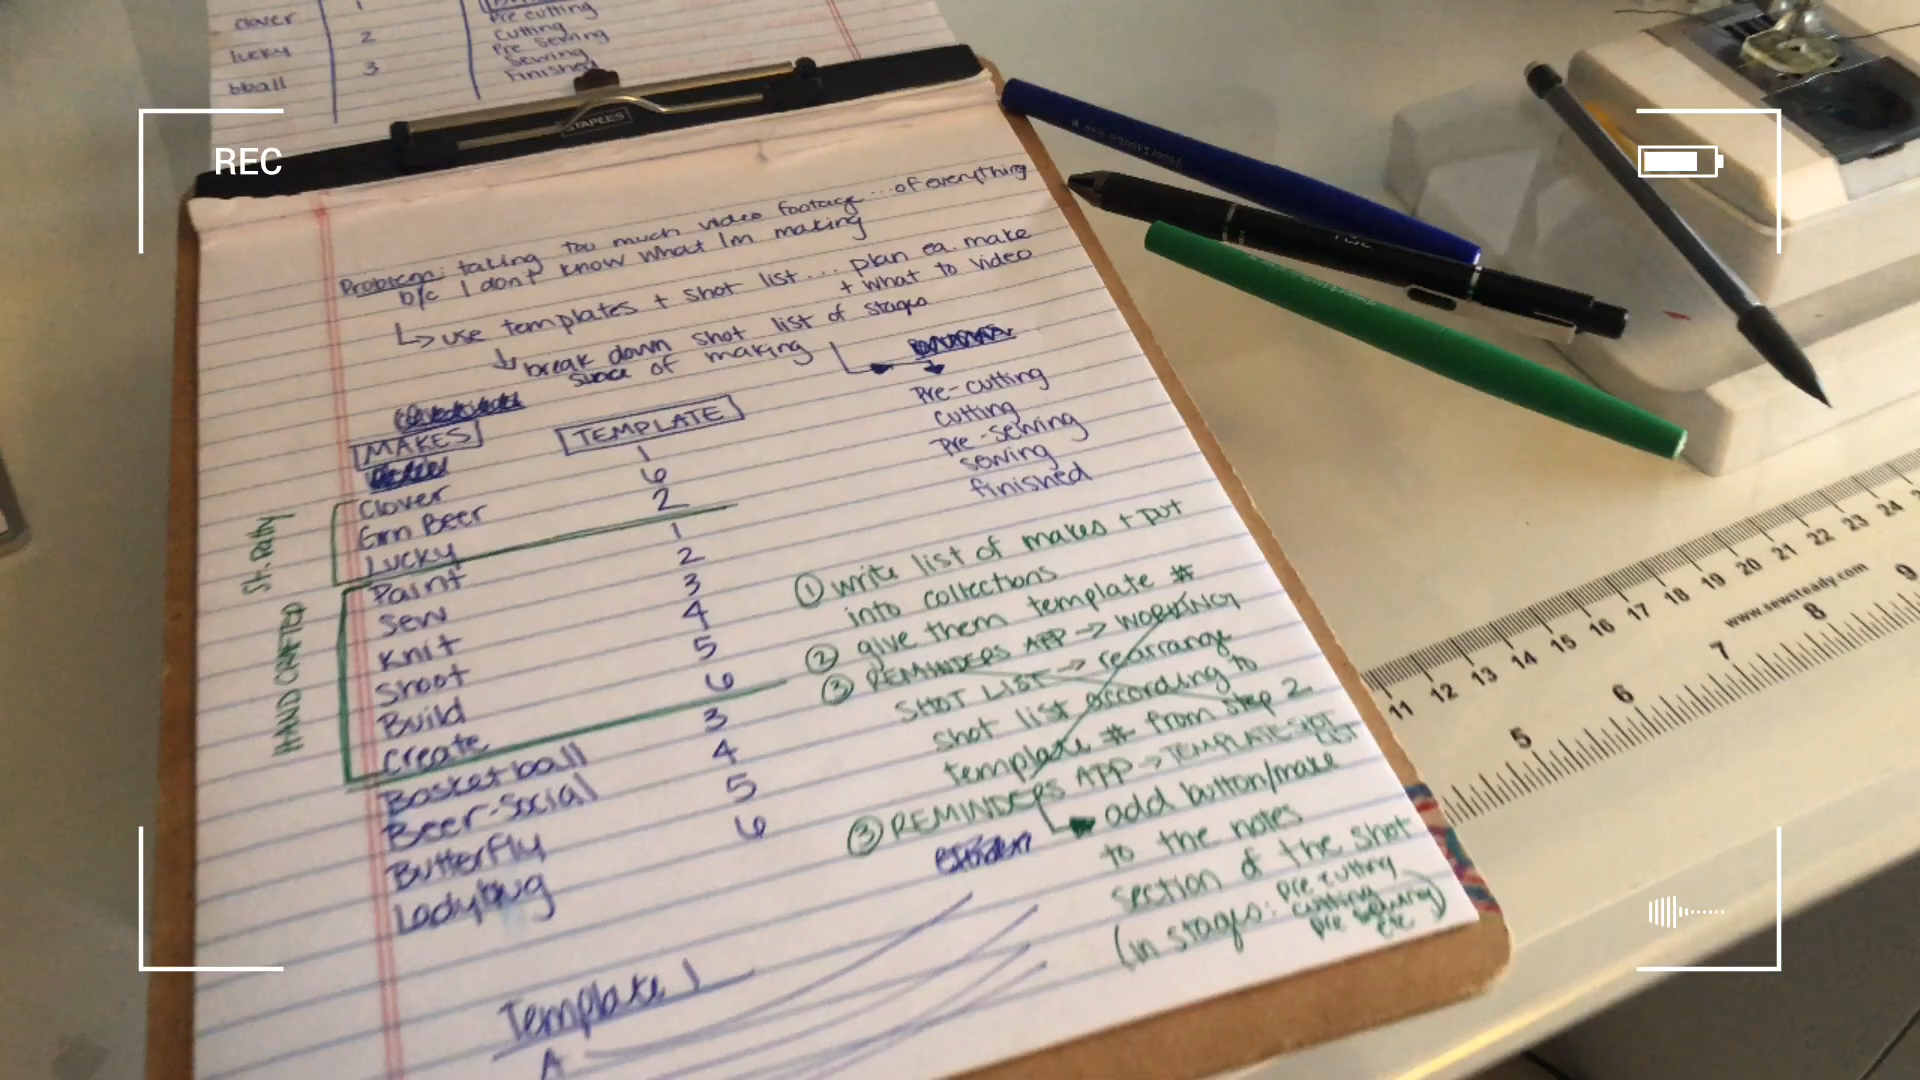 clover 1 Pre cutting
cutting
lucky 2 Pre sewing
sewing
bball 3 Finished
STAPLES
REC
Problem: taking too much video footage...of everything
b/c I don't know what Im making
use templates + shot list... plan ea. make
+ what to video
break down shot list of stages
of making
Pre-cutting
cutting
Pre-sewing
sewing
finished
MAKES TEMPLATE
Clover 1
Grn Beer 6
Lucky 2
Paint 1
Sew 2
Knit 3
Shoot 4
Build 5
Create 6
Basketball 3
Beer-Social 4
Butterfly 5
Ladybug 6
St. Patty
HAND CRAFTED
① write list of makes + put
into collections
② give them template #
③ REMINDERS APP → WORKING
SHOT LIST → rearrange
shot list according to
template # from step 2
③ REMINDERS APP → TEMPLATE SHOT
LIST
add button/make
to the notes
section of the shot
(in stages: pre cutting
cutting
pre sewing)
etc
Template 1
A
11 12 13 14 15 16 17 18 19 20 21 22 23 24
www.sewsteady.com
5 6 7 8 9